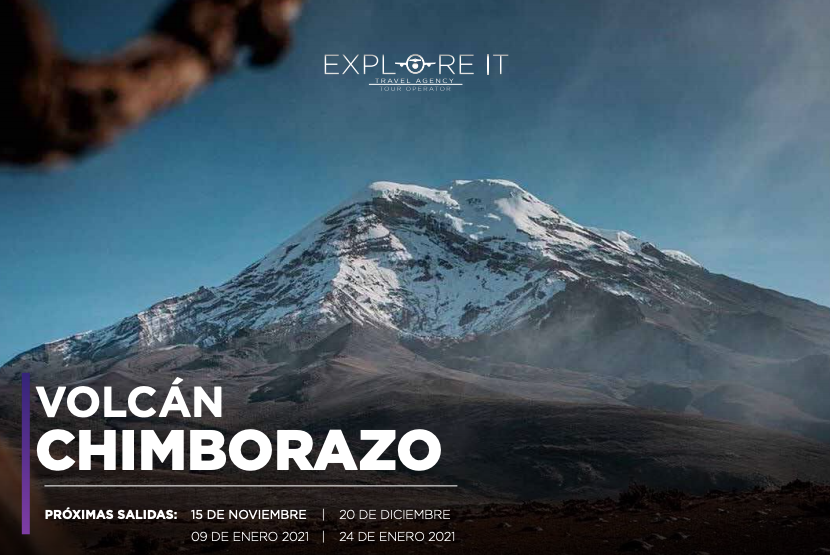 EXPLORE IT
TRAVEL AGENCY
TOUR OPERATOR
VOLCÁN
CHIMBORAZO
PRÓXIMAS SALIDAS: 15 DE NOVIEMBRE | 20 DE DICIEMBRE
09 DE ENERO 2021 | 24 DE ENERO 2021